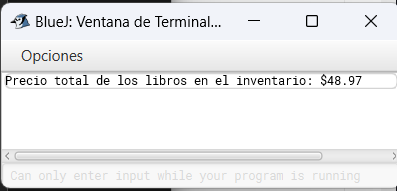 BlueJ: Ventana de Terminal...
Opciones
Precio total de los libros en el inventario: $48.97
Can only enter input while your program is running